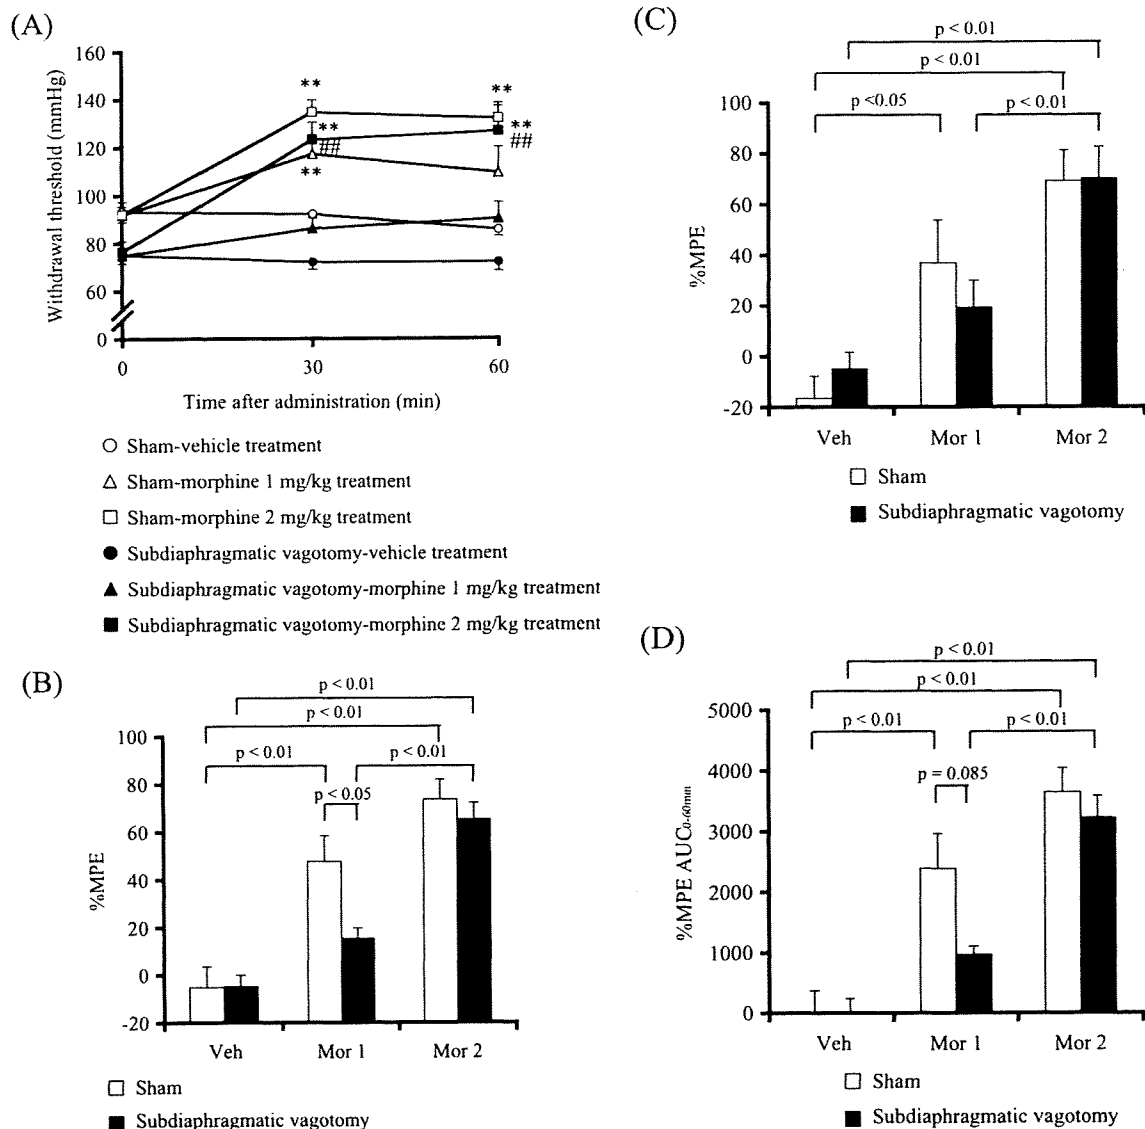 (A)
Withdrawal threshold (mmHg)
160
140
120
100
80
60
0
**
**
**
##
**
**
##
0 30 60
Time after administration (min)
○ Sham-vehicle treatment
△ Sham-morphine 1 mg/kg treatment
□ Sham-morphine 2 mg/kg treatment
● Subdiaphragmatic vagotomy-vehicle treatment
▲ Subdiaphragmatic vagotomy-morphine 1 mg/kg treatment
■ Subdiaphragmatic vagotomy-morphine 2 mg/kg treatment
(B)
p < 0.01
p < 0.01
p < 0.01
p < 0.01
p < 0.05
%MPE
100
80
60
40
20
0
-20
Veh Mor 1 Mor 2
□ Sham
■ Subdiaphragmatic vagotomy
(C)
p < 0.01
p < 0.01
p <0.05
p < 0.01
%MPE
100
80
60
40
20
0
-20
Veh Mor 1 Mor 2
□ Sham
■ Subdiaphragmatic vagotomy
(D)
p < 0.01
p < 0.01
p < 0.01
p < 0.01
p = 0.085
%MPE AUC0-60min
5000
4000
3000
2000
1000
0
Veh Mor 1 Mor 2
□ Sham
■ Subdiaphragmatic vagotomy